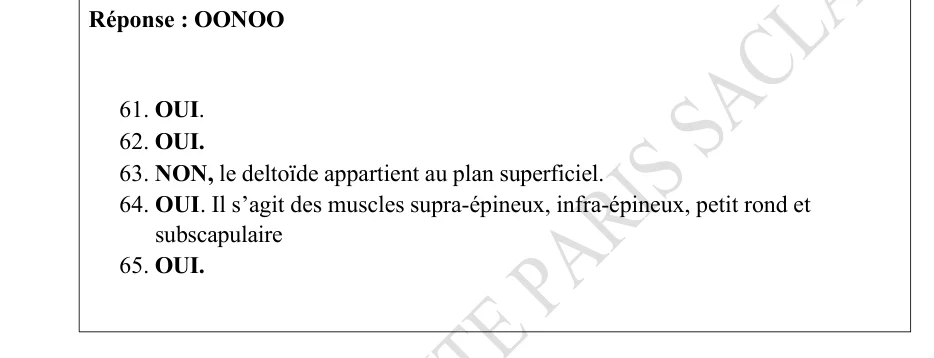 Réponse : OONOO
61. OUI.
62. OUI.
63. NON, le deltoïde appartient au plan superficiel.
64. OUI. Il s’agit des muscles supra-épineux, infra-épineux, petit rond et
subscapulaire
65. OUI.
PARIS